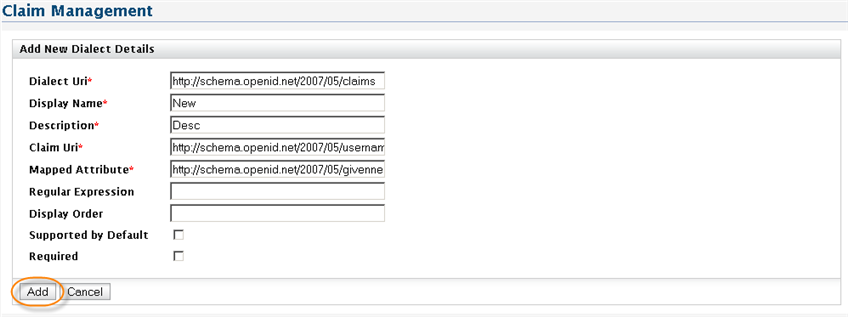 Claim Management
Add New Dialect Details
Dialect Uri* http://schema.openid.net/2007/05/claims
Display Name* New
Description* Desc
Claim Uri* http://schema.openid.net/2007/05/usernam
Mapped Attribute* http://schema.openid.net/2007/05/givenne
Regular Expression
Display Order
Supported by Default
Required
Add Cancel